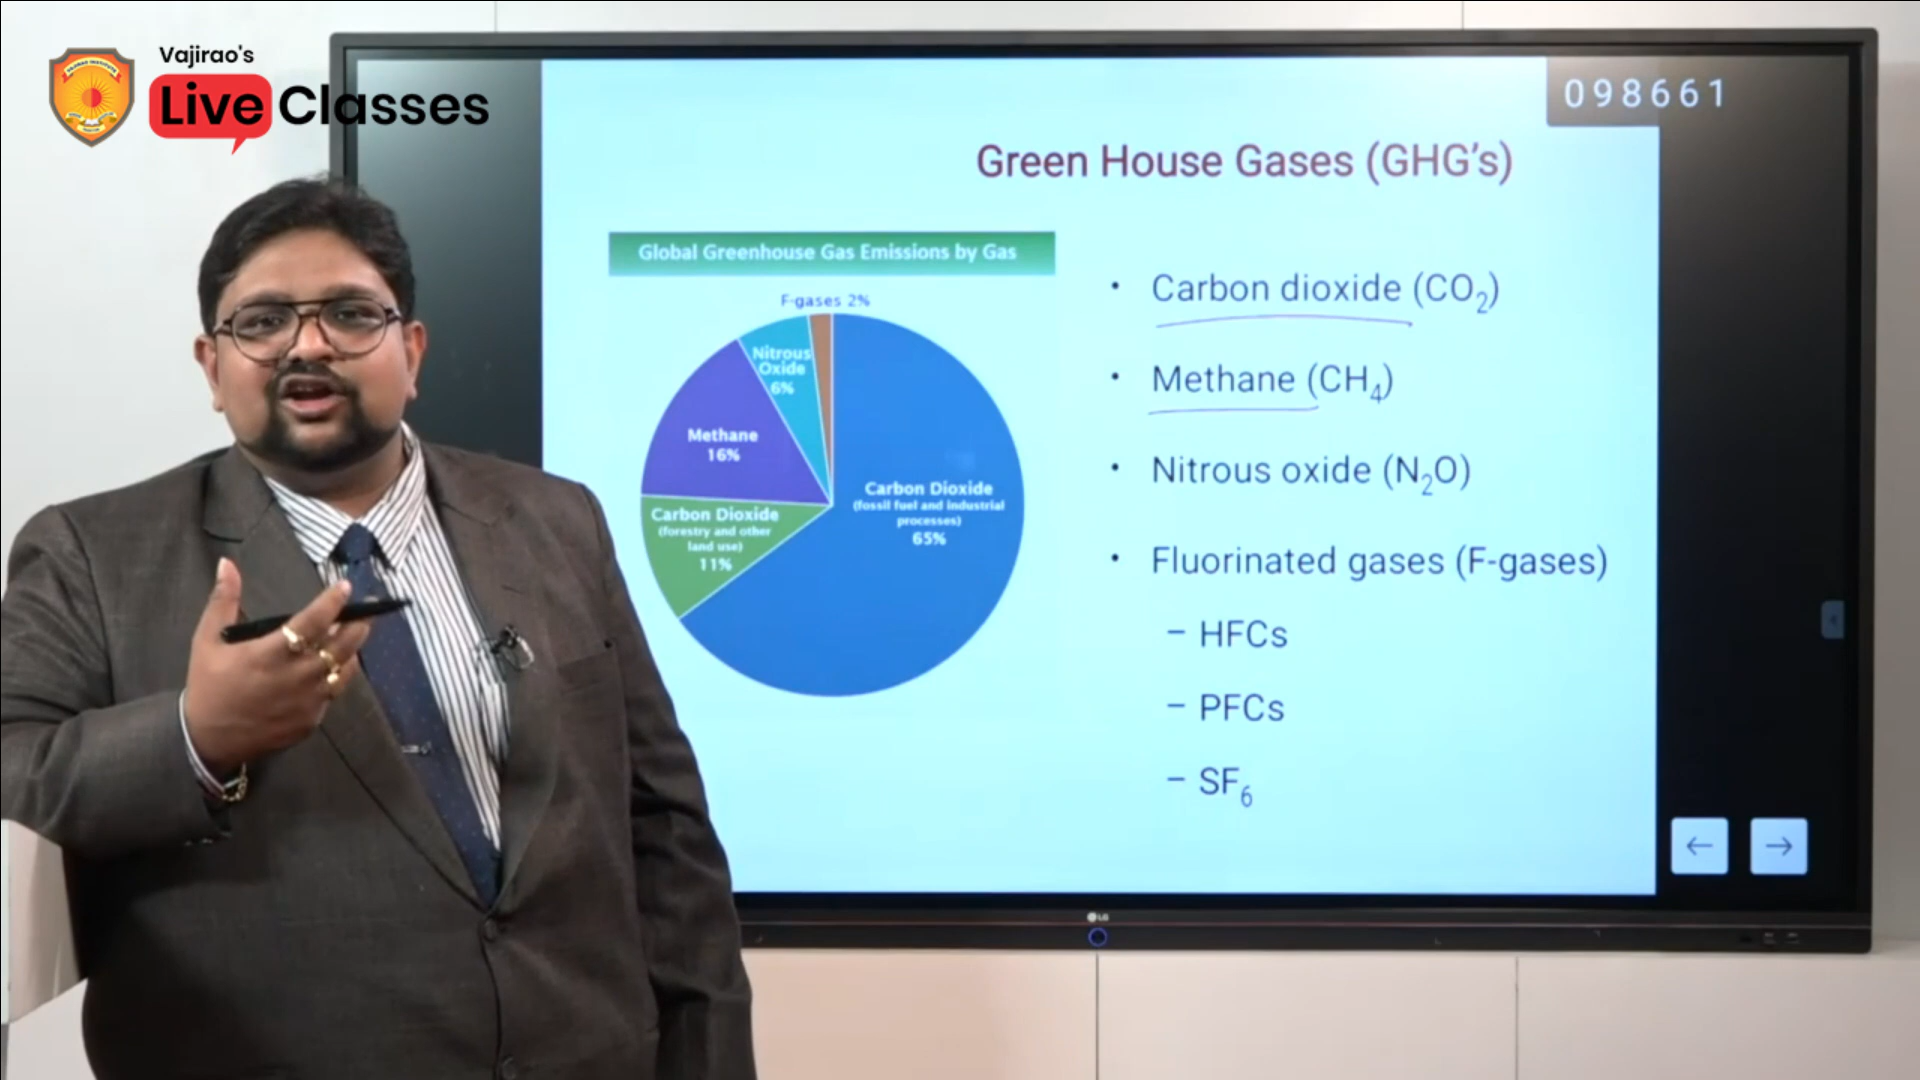 Vajirao's
Live Classes
098661
Green House Gases (GHG's)
Global Greenhouse Gas Emissions by Gas
F-gases 2%
Nitrous
Oxide
6%
Methane
16%
Carbon Dioxide
(forestry and other
land use)
11%
Carbon Dioxide
(fossil fuel and industrial
processes)
65%
• Carbon dioxide (CO₂)
• Methane (CH₄)
• Nitrous oxide (N₂O)
• Fluorinated gases (F-gases)
– HFCs
– PFCs
– SF₆
LG